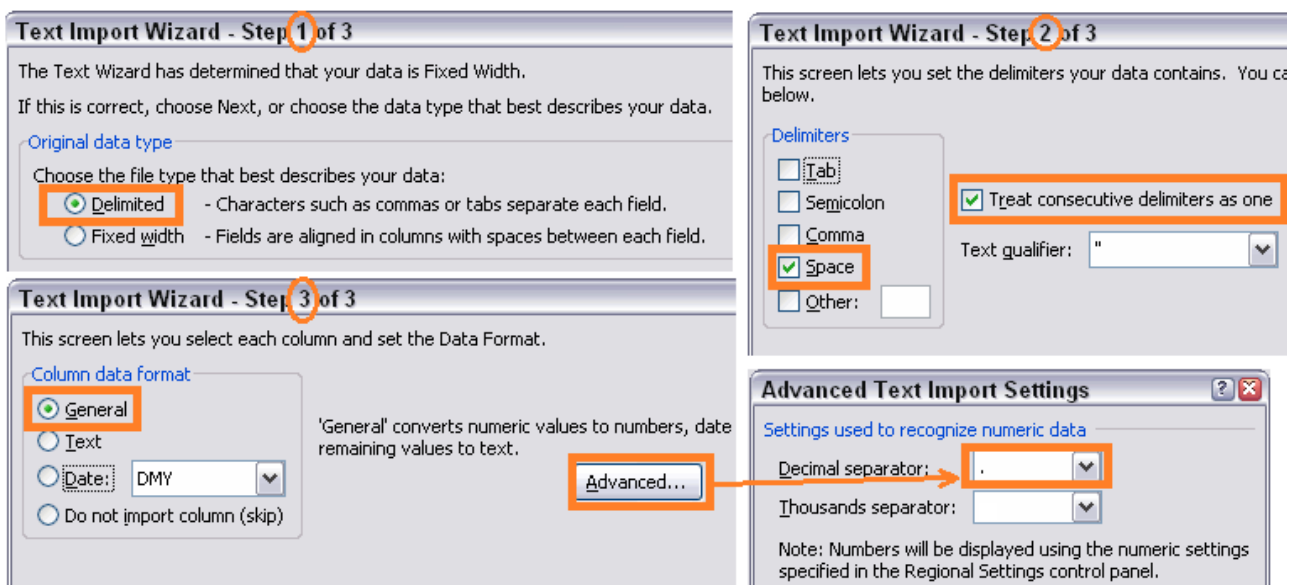 Text Import Wizard - Step 1 of 3
The Text Wizard has determined that your data is Fixed Width.
If this is correct, choose Next, or choose the data type that best describes your data.
Original data type
Choose the file type that best describes your data:
Delimited - Characters such as commas or tabs separate each field.
Fixed width - Fields are aligned in columns with spaces between each field.
Text Import Wizard - Step 2 of 3
This screen lets you set the delimiters your data contains. You ca
below.
Delimiters
Tab
Semicolon
Comma
Space
Other:
Treat consecutive delimiters as one
Text qualifier: "
Text Import Wizard - Step 3 of 3
This screen lets you select each column and set the Data Format.
Column data format
General
Text
Date: DMY
Do not import column (skip)
'General' converts numeric values to numbers, date
remaining values to text.
Advanced...
Advanced Text Import Settings
Settings used to recognize numeric data
Decimal separator: .
Thousands separator:
Note: Numbers will be displayed using the numeric settings
specified in the Regional Settings control panel.